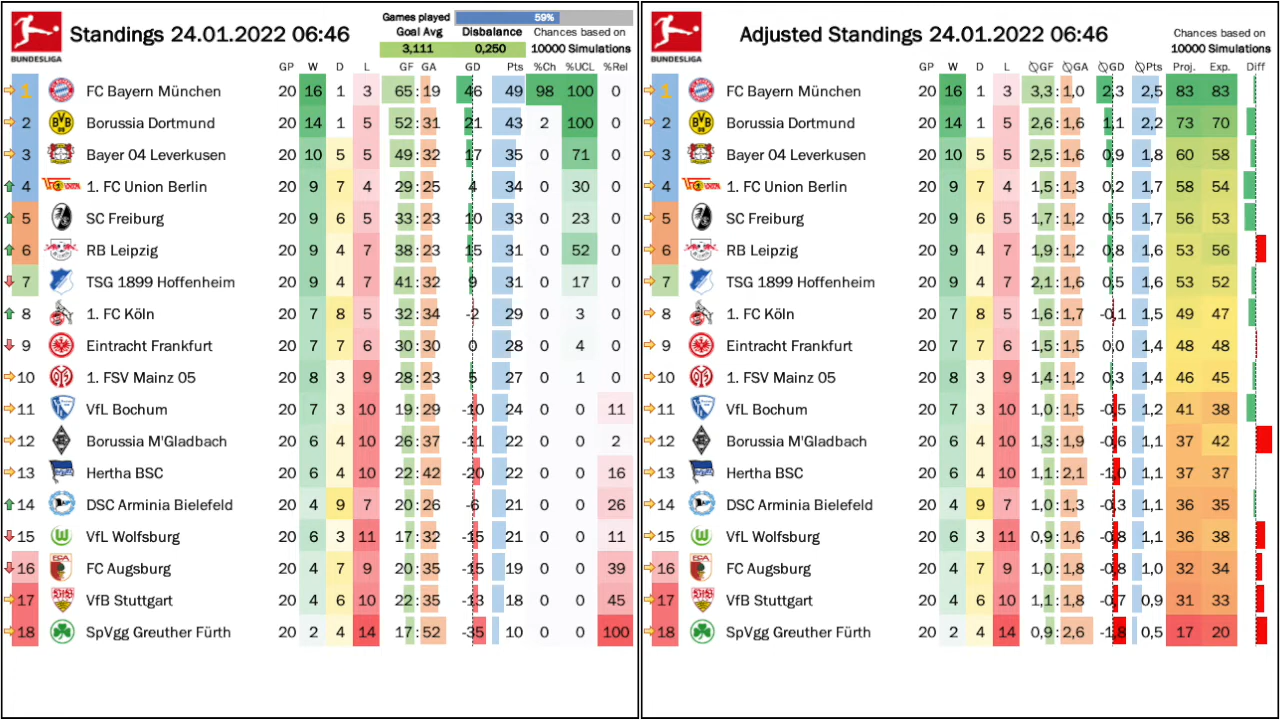 Games played 59%
Standings 24.01.2022 06:46
Goal Avg Disbalance Chances based on
3,111 0,250 10000 Simulations
BUNDESLIGA
GP W D L GF GA GD Pts %Ch %UCL %Rel
1 FC Bayern München 20 16 1 3 65:19 46 49 98 100 0
2 Borussia Dortmund 20 14 1 5 52:31 21 43 2 100 0
3 Bayer 04 Leverkusen 20 10 5 5 49:32 17 35 0 71 0
4 1. FC Union Berlin 20 9 7 4 29:25 4 34 0 30 0
5 SC Freiburg 20 9 6 5 33:23 10 33 0 23 0
6 RB Leipzig 20 9 4 7 38:23 15 31 0 52 0
7 TSG 1899 Hoffenheim 20 9 4 7 41:32 9 31 0 17 0
8 1. FC Köln 20 7 8 5 32:34 -2 29 0 3 0
9 Eintracht Frankfurt 20 7 7 6 30:30 0 28 0 4 0
10 1. FSV Mainz 05 20 8 3 9 28:23 5 27 0 1 0
11 VfL Bochum 20 7 3 10 19:29 -10 24 0 0 11
12 Borussia M'Gladbach 20 6 4 10 26:37 -11 22 0 0 2
13 Hertha BSC 20 6 4 10 22:42 -20 22 0 0 16
14 DSC Arminia Bielefeld 20 4 9 7 20:26 -6 21 0 0 26
15 VfL Wolfsburg 20 6 3 11 17:32 -15 21 0 0 11
16 FC Augsburg 20 4 7 9 20:35 -15 19 0 0 39
17 VfB Stuttgart 20 4 6 10 22:35 -13 18 0 0 45
18 SpVgg Greuther Fürth 20 2 4 14 17:52 -35 10 0 0 100
Adjusted Standings 24.01.2022 06:46
Chances based on
10000 Simulations
BUNDESLIGA
GP W D L ∅GF ∅GA ∅GD ∅Pts Proj. Exp. Diff
1 FC Bayern München 20 16 1 3 3,3:1,0 2,3 2,5 83 83
2 Borussia Dortmund 20 14 1 5 2,6:1,6 1,1 2,2 73 70
3 Bayer 04 Leverkusen 20 10 5 5 2,5:1,6 0,9 1,8 60 58
4 1. FC Union Berlin 20 9 7 4 1,5:1,3 0,2 1,7 58 54
5 SC Freiburg 20 9 6 5 1,7:1,2 0,5 1,7 56 53
6 RB Leipzig 20 9 4 7 1,9:1,2 0,8 1,6 53 56
7 TSG 1899 Hoffenheim 20 9 4 7 2,1:1,6 0,5 1,6 53 52
8 1. FC Köln 20 7 8 5 1,6:1,7 -0,1 1,5 49 47
9 Eintracht Frankfurt 20 7 7 6 1,5:1,5 0,0 1,4 48 48
10 1. FSV Mainz 05 20 8 3 9 1,4:1,2 0,3 1,4 46 45
11 VfL Bochum 20 7 3 10 1,0:1,5 -0,5 1,2 41 38
12 Borussia M'Gladbach 20 6 4 10 1,3:1,9 -0,6 1,1 37 42
13 Hertha BSC 20 6 4 10 1,1:2,1 -1,0 1,1 37 37
14 DSC Arminia Bielefeld 20 4 9 7 1,0:1,3 -0,3 1,1 36 35
15 VfL Wolfsburg 20 6 3 11 0,9:1,6 -0,8 1,1 36 38
16 FC Augsburg 20 4 7 9 1,0:1,8 -0,8 1,0 32 34
17 VfB Stuttgart 20 4 6 10 1,1:1,8 -0,7 0,9 31 33
18 SpVgg Greuther Fürth 20 2 4 14 0,9:2,6 -1,8 0,5 17 20